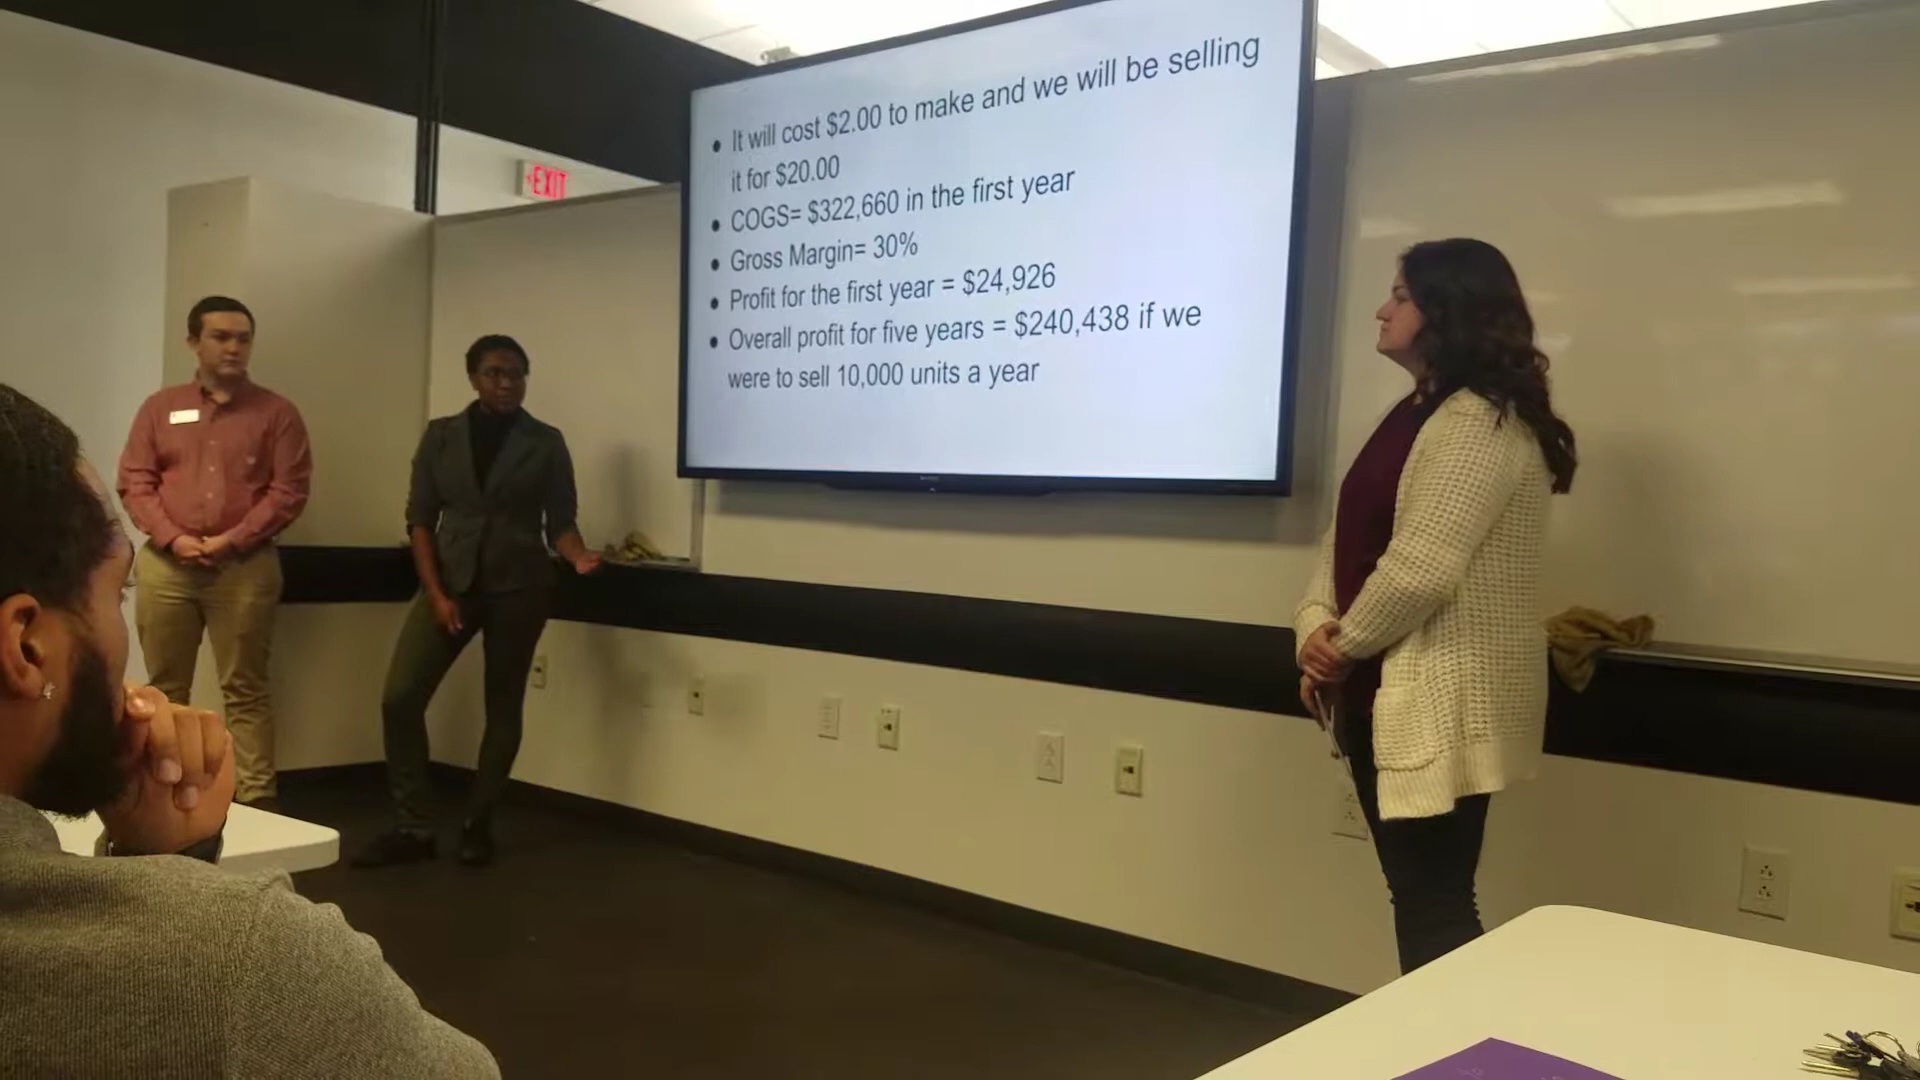 EXIT
• It will cost $2.00 to make and we will be selling
it for $20.00
• COGS= $322,660 in the first year
• Gross Margin= 30%
• Profit for the first year = $24,926
• Overall profit for five years = $240,438 if we
were to sell 10,000 units a year